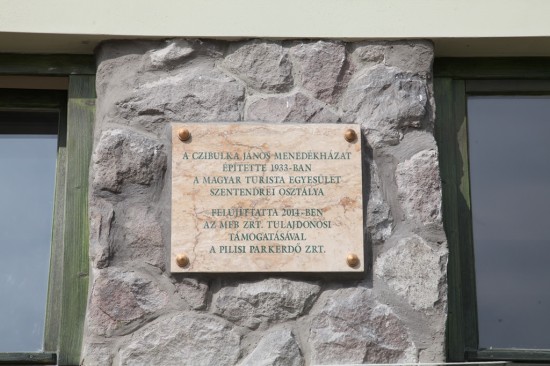 A CZIBULKA JÁNOS MENEDÉKHÁZAT
ÉPÍTETTE 1933-BAN
A MAGYAR TURISTA EGYESÜLET
SZENTENDREI OSZTÁLYA
FELÚJÍTTATTA 2014-BEN
AZ MFB ZRT. TULAJDONOSI
TÁMOGATÁSÁVAL
A PILISI PARKERDŐ ZRT.